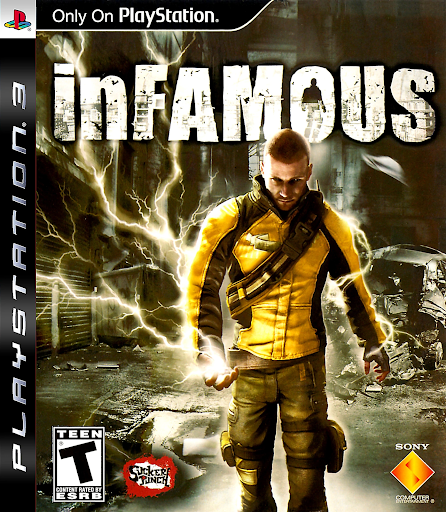 Only On PlayStation®
inFAMOUS
PLAYSTATION®3
TEEN
T
CONTENT RATED BY
ESRB
SUCKER PUNCH
SONY
COMPUTER
ENTERTAINMENT®